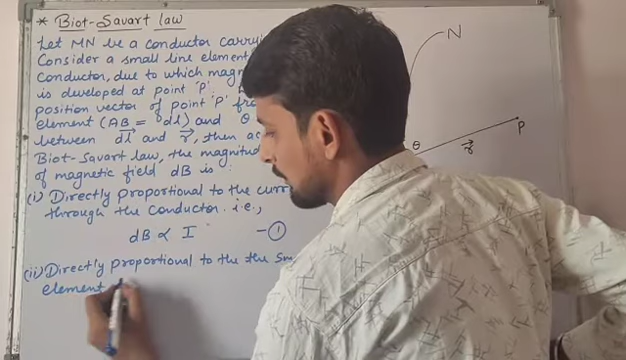 * Biot-Savart law
Let MN be a conductor carryi
Consider a small line element
Conductor, due to which magn
is developed at point 'P'.
position vector of point 'P' fr
element (AB = dl) and θ
between dl and r, then ac
Biot-Savart law, the magnitu
of magnetic field dB is
(i) Directly proportional to the curr
through the conductor. i.e.,
dB ∝ I -①
(ii) Directly proportional to the the sm
element
N
P
θ
r